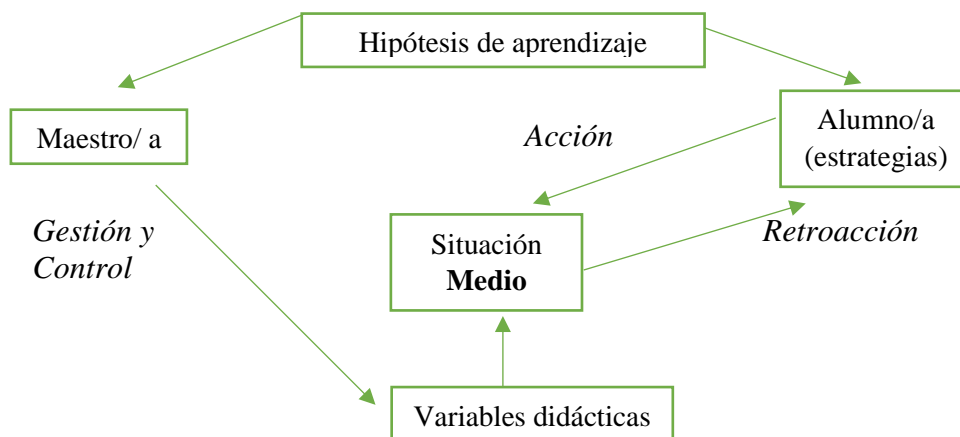 Hipótesis de aprendizaje
Maestro/ a
Acción
Alumno/a
(estrategias)
Gestión y
Control
Situación
Medio
Retroacción
Variables didácticas